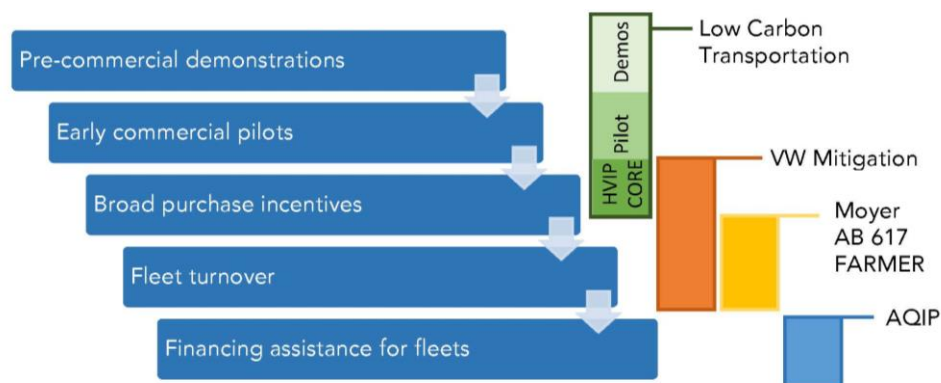 Pre-commercial demonstrations
Early commercial pilots
Broad purchase incentives
Fleet turnover
Financing assistance for fleets
Demos
Pilot
HVIP
CORE
Low Carbon
Transportation
VW Mitigation
Moyer
AB 617
FARMER
AQIP